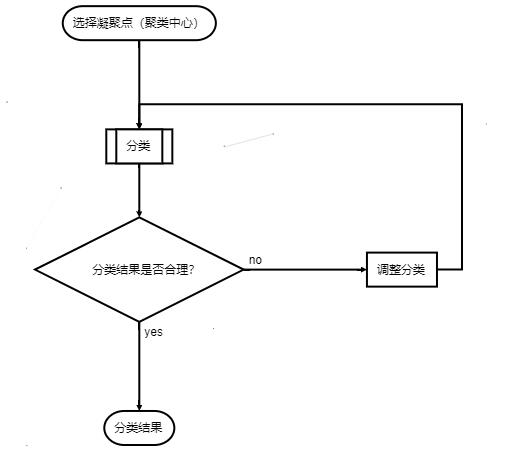 选择凝聚点（聚类中心）
分类
分类结果是否合理?
no
调整分类
yes
分类结果